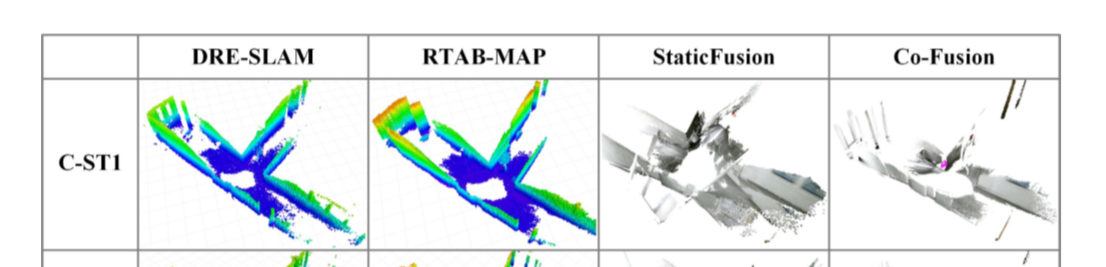 DRE-SLAM RTAB-MAP StaticFusion Co-Fusion
C-ST1